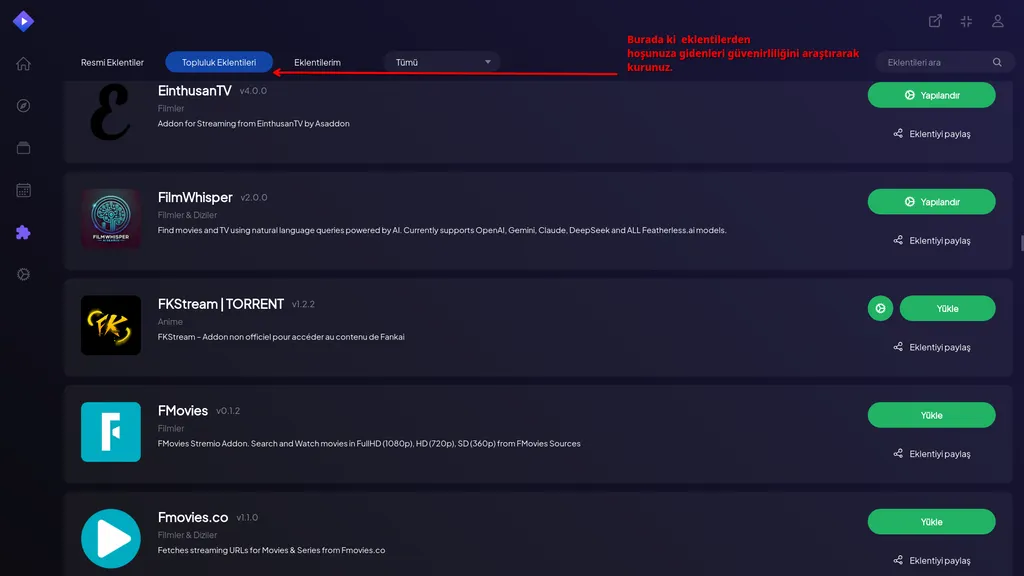 Burada ki eklentilerden
hoşunuza gidenleri güvenirliliğini araştırarak
kurunuz.
Resmi Eklentiler
Topluluk Eklentileri
Eklentilerim
Tümü
Eklentileri ara
EinthusanTV v4.0.0
Filmler
Addon for Streaming from EinthusanTV by Asaddon
Yapılandır
Eklentiyi paylaş
FILMWHISPER
FilmWhisper v2.0.0
Filmler & Diziler
Find movies and TV using natural language queries powered by AI. Currently supports OpenAI, Gemini, Claude, DeepSeek and ALL Featherless.ai models.
Yapılandır
Eklentiyi paylaş
FK
FKStream | TORRENT v1.2.2
Anime
FKStream – Addon non officiel pour accéder au contenu de Fankai
Yükle
Eklentiyi paylaş
FMovies v0.1.2
Filmler
FMovies Stremio Addon. Search and Watch movies in FullHD (1080p), HD (720p), SD (360p) from FMovies Sources
Yükle
Eklentiyi paylaş
Fmovies.co v1.1.0
Filmler & Diziler
Fetches streaming URLs for Movies & Series from Fmovies.co
Yükle
Eklentiyi paylaş